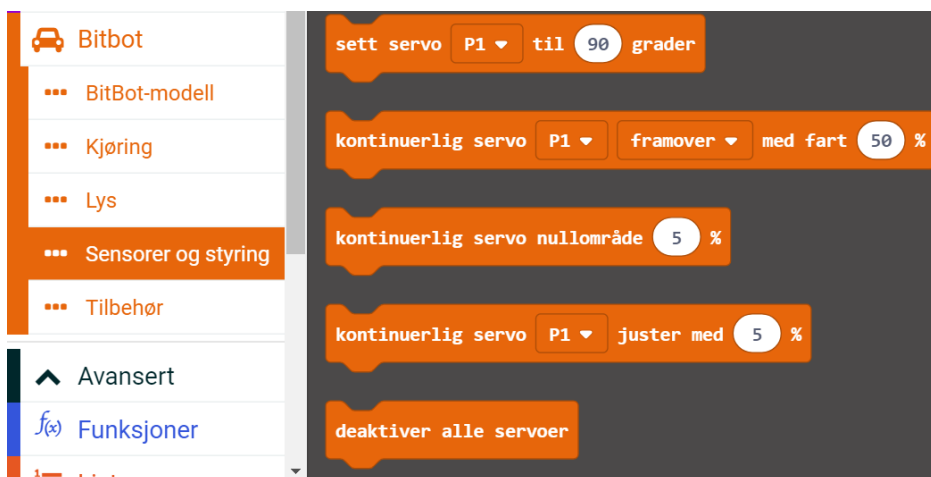 Bitbot
BitBot-modell
Kjøring
Lys
Sensorer og styring
Tilbehør
Avansert
f(x) Funksjoner
sett servo P1 til 90 grader
kontinuerlig servo P1 framover med fart 50 %
kontinuerlig servo nullområde 5 %
kontinuerlig servo P1 juster med 5 %
deaktiver alle servoer